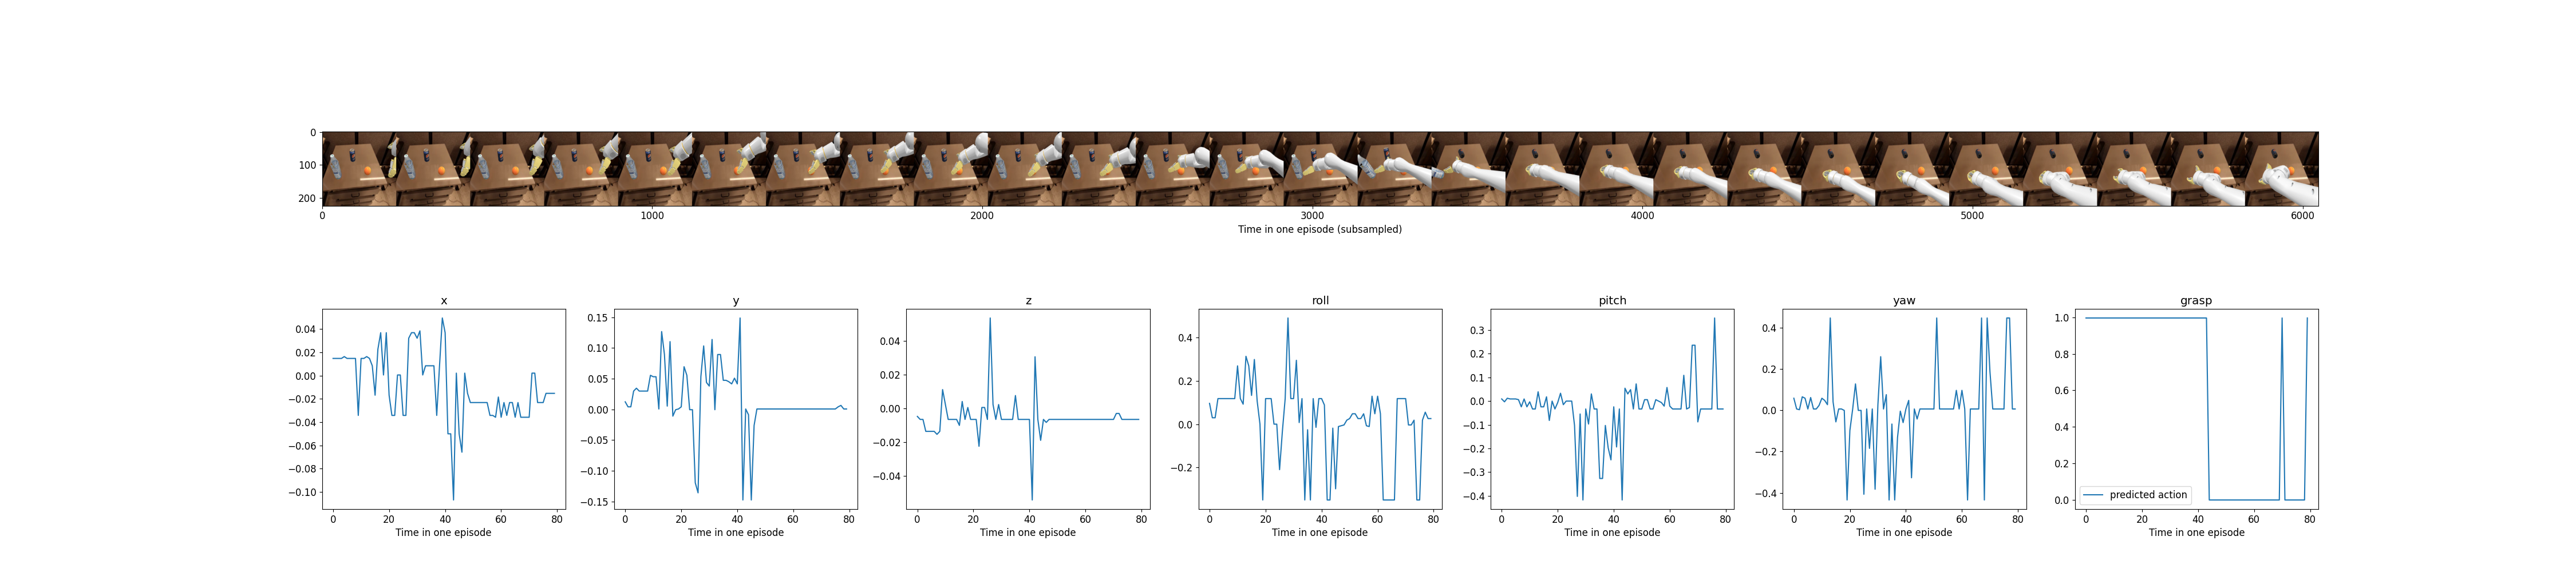 0
100
200
0 1000 2000 3000 4000 5000 6000
Time in one episode (subsampled)
x
0.04
0.02
0.00
−0.02
−0.04
−0.06
−0.08
−0.10
0 20 40 60 80
Time in one episode
y
0.15
0.10
0.05
0.00
−0.05
−0.10
−0.15
0 20 40 60 80
Time in one episode
z
0.04
0.02
0.00
−0.02
−0.04
0 20 40 60 80
Time in one episode
roll
0.4
0.2
0.0
−0.2
0 20 40 60 80
Time in one episode
pitch
0.3
0.2
0.1
0.0
−0.1
−0.2
−0.3
−0.4
0 20 40 60 80
Time in one episode
yaw
0.4
0.2
0.0
−0.2
−0.4
0 20 40 60 80
Time in one episode
grasp
1.0
0.8
0.6
0.4
0.2
0.0
predicted action
0 20 40 60 80
Time in one episode